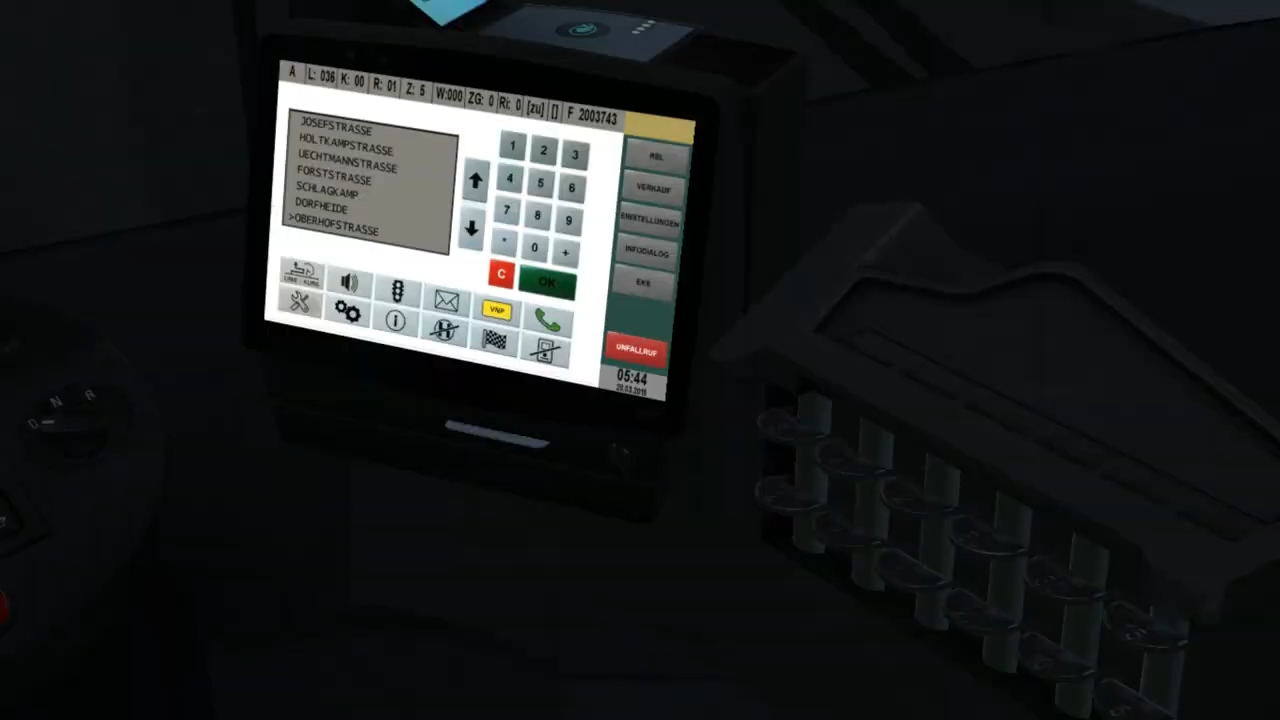 A L: 036 K: 00 R: 01 Z: 5 W:000 ZG: 0 Ri: 0 [zu] [] F 2003743
JOSEFSTRASSE
HOLTKAMPSTRASSE
UECHTMANNSTRASSE
FORSTSTRASSE
SCHLAGKAMP
DORFHEIDE
>OBERHOFSTRASSE
1 2 3
4 5 6
7 8 9
* 0 +
C OK
RBL
VERKAUF
EINSTELLUNGEN
INFODIALOG
EKS
UNFALLRUF
05:44
LINIE KURS
VNP
i
H
D N R